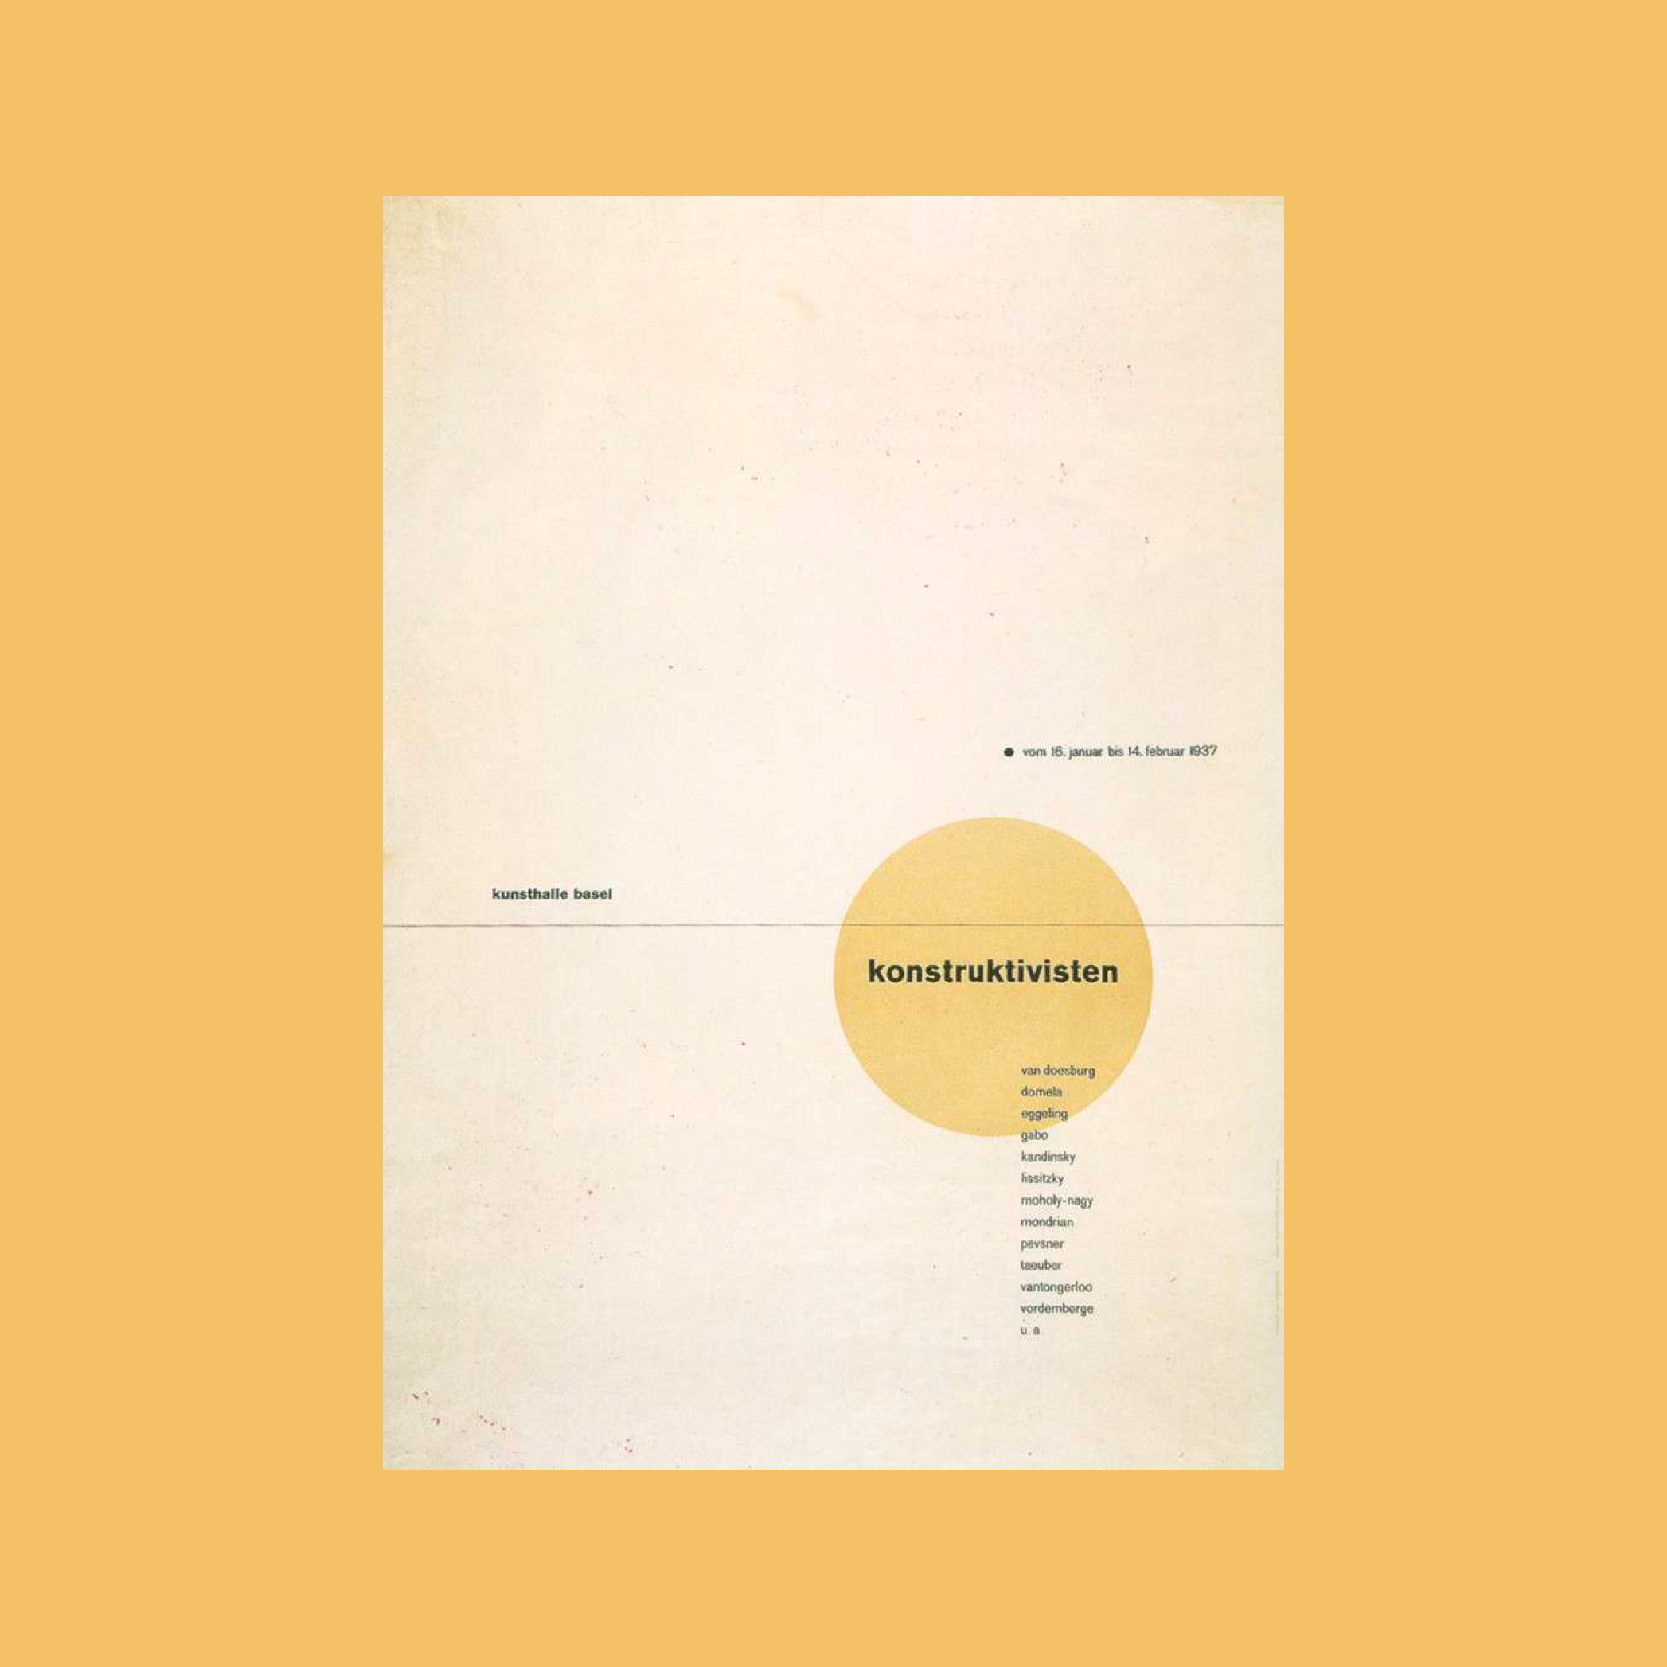 vom 16. januar bis 14. februar 1937
kunsthalle basel
konstruktivisten
van doesburg
domela
eggeling
gabo
kandinsky
lissitzky
moholy-nagy
mondrian
pevsner
taeuber
vantongerloo
vordemberge
u. a.